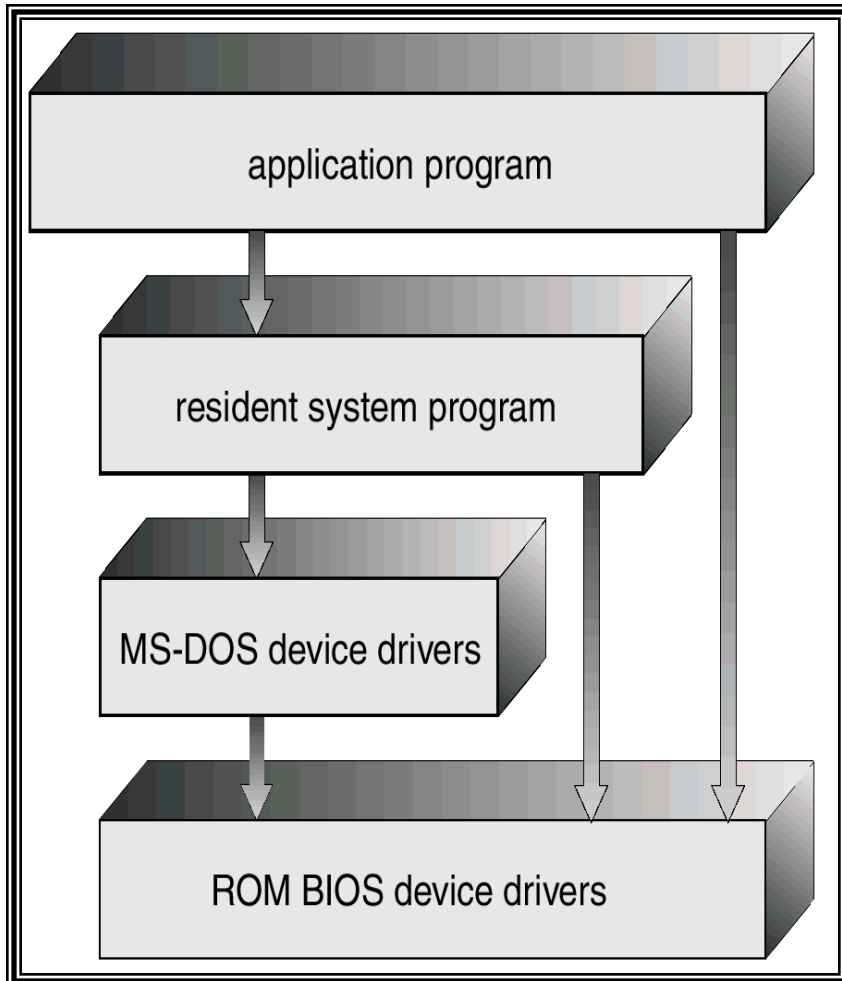 application program
resident system program
MS-DOS device drivers
ROM BIOS device drivers